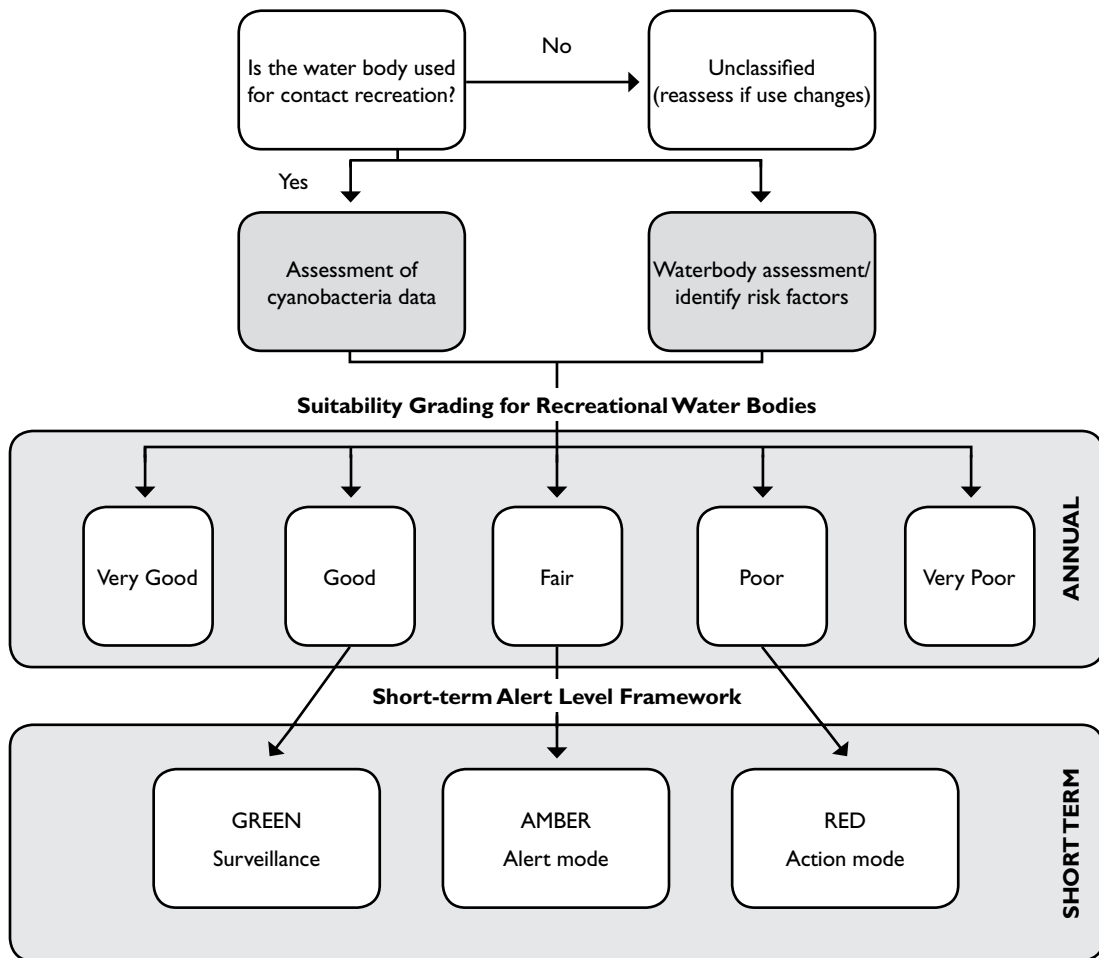 No
Is the water body used
for contact recreation?
Unclassified
(reassess if use changes)
Yes
Assessment of
cyanobacteria data
Waterbody assessment/
identify risk factors
Suitability Grading for Recreational Water Bodies
Very Good
Good
Fair
Poor
Very Poor
ANNUAL
Short-term Alert Level Framework
GREEN
Surveillance
AMBER
Alert mode
RED
Action mode
SHORT TERM